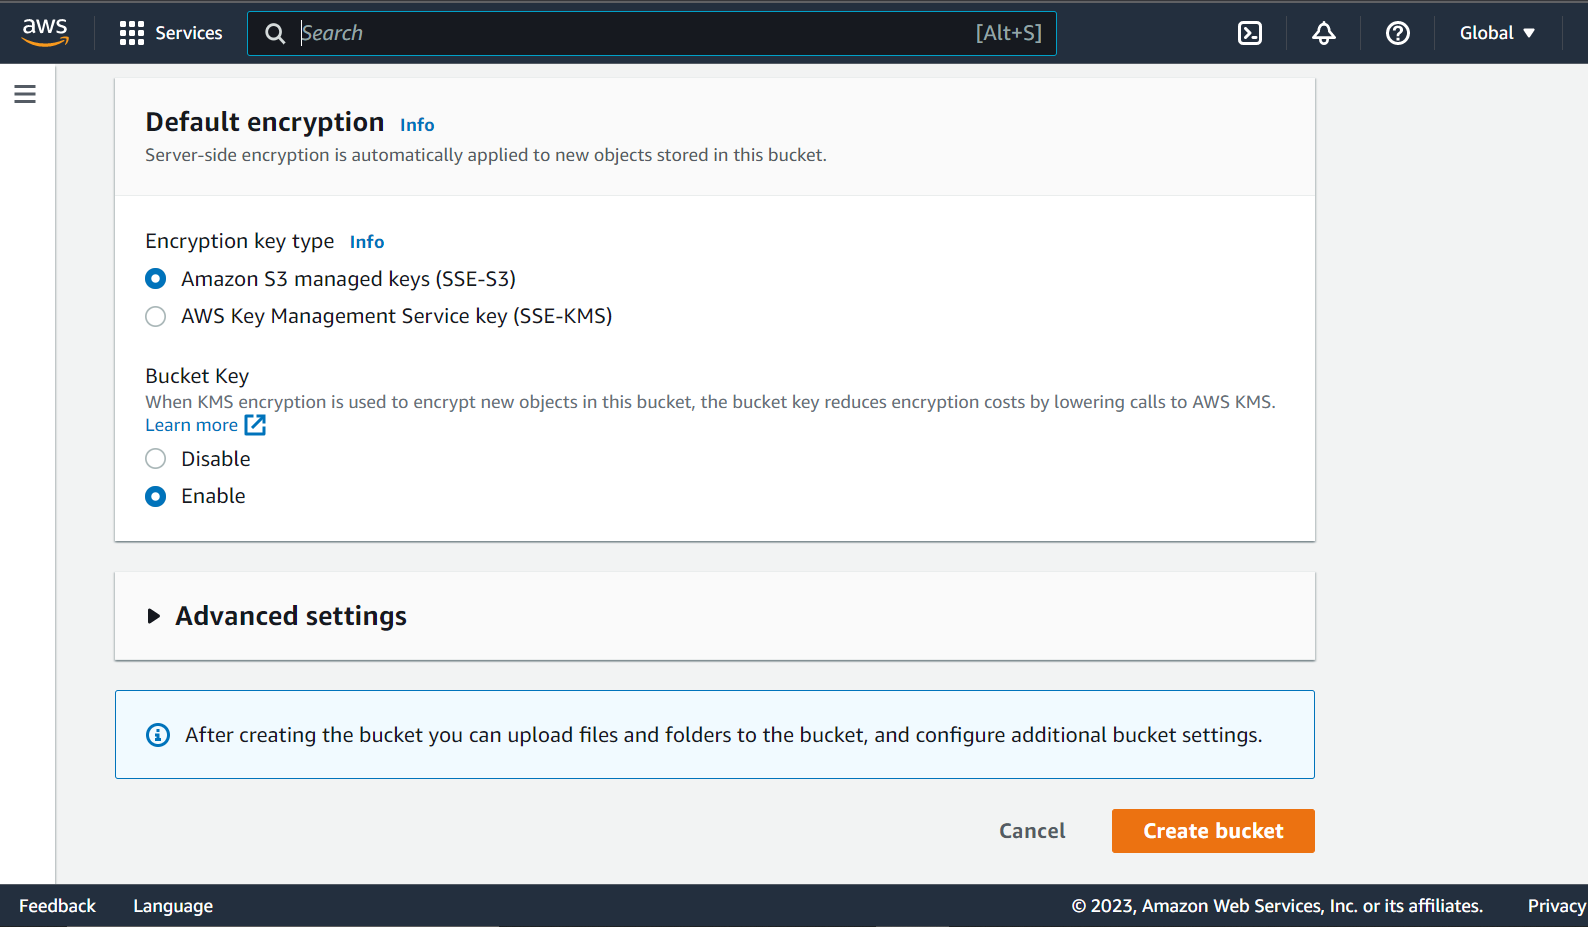 aws
Services
Search
[Alt+S]
Global
Default encryption Info
Server-side encryption is automatically applied to new objects stored in this bucket.
Encryption key type Info
Amazon S3 managed keys (SSE-S3)
AWS Key Management Service key (SSE-KMS)
Bucket Key
When KMS encryption is used to encrypt new objects in this bucket, the bucket key reduces encryption costs by lowering calls to AWS KMS.
Learn more
Disable
Enable
Advanced settings
After creating the bucket you can upload files and folders to the bucket, and configure additional bucket settings.
Cancel
Create bucket
Feedback
Language
© 2023, Amazon Web Services, Inc. or its affiliates.
Privacy